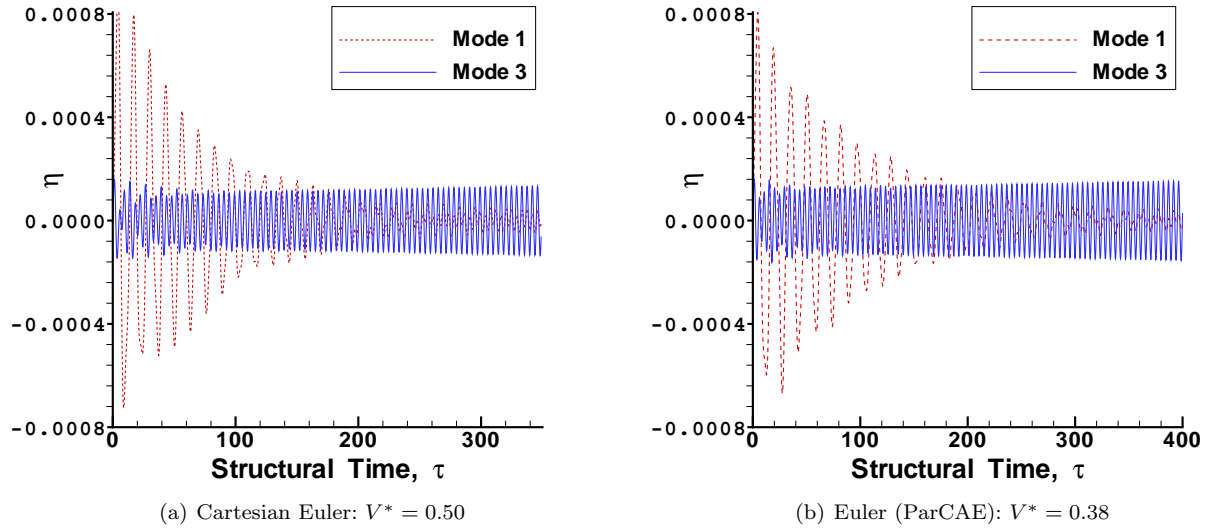 0.0008
0.0004
0.0000
-0.0004
-0.0008
η
Mode 1
Mode 3
0
100
200
300
Structural Time, τ
(a) Cartesian Euler: V* = 0.50
0.0008
0.0004
0.0000
-0.0004
-0.0008
η
Mode 1
Mode 3
0
100
200
300
400
Structural Time, τ
(b) Euler (ParCAE): V* = 0.38